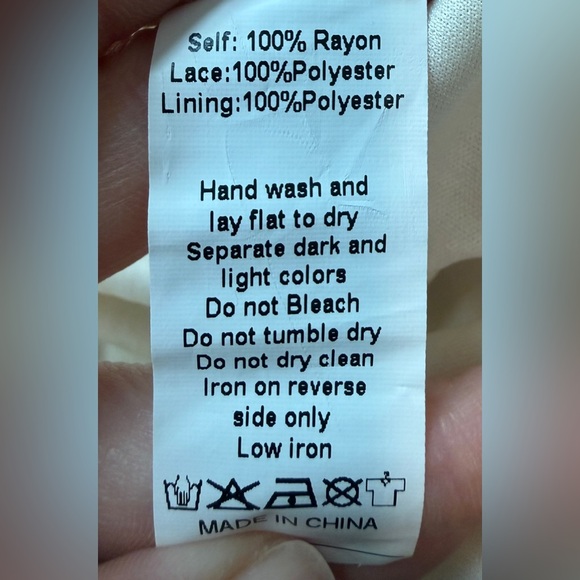 Self: 100% Rayon
Lace:100%Polyester
Lining:100%Polyester
Hand wash and
lay flat to dry
Separate dark and
light colors
Do not Bleach
Do not tumble dry
Do not dry clean
Iron on reverse
side only
Low iron
MADE IN CHINA